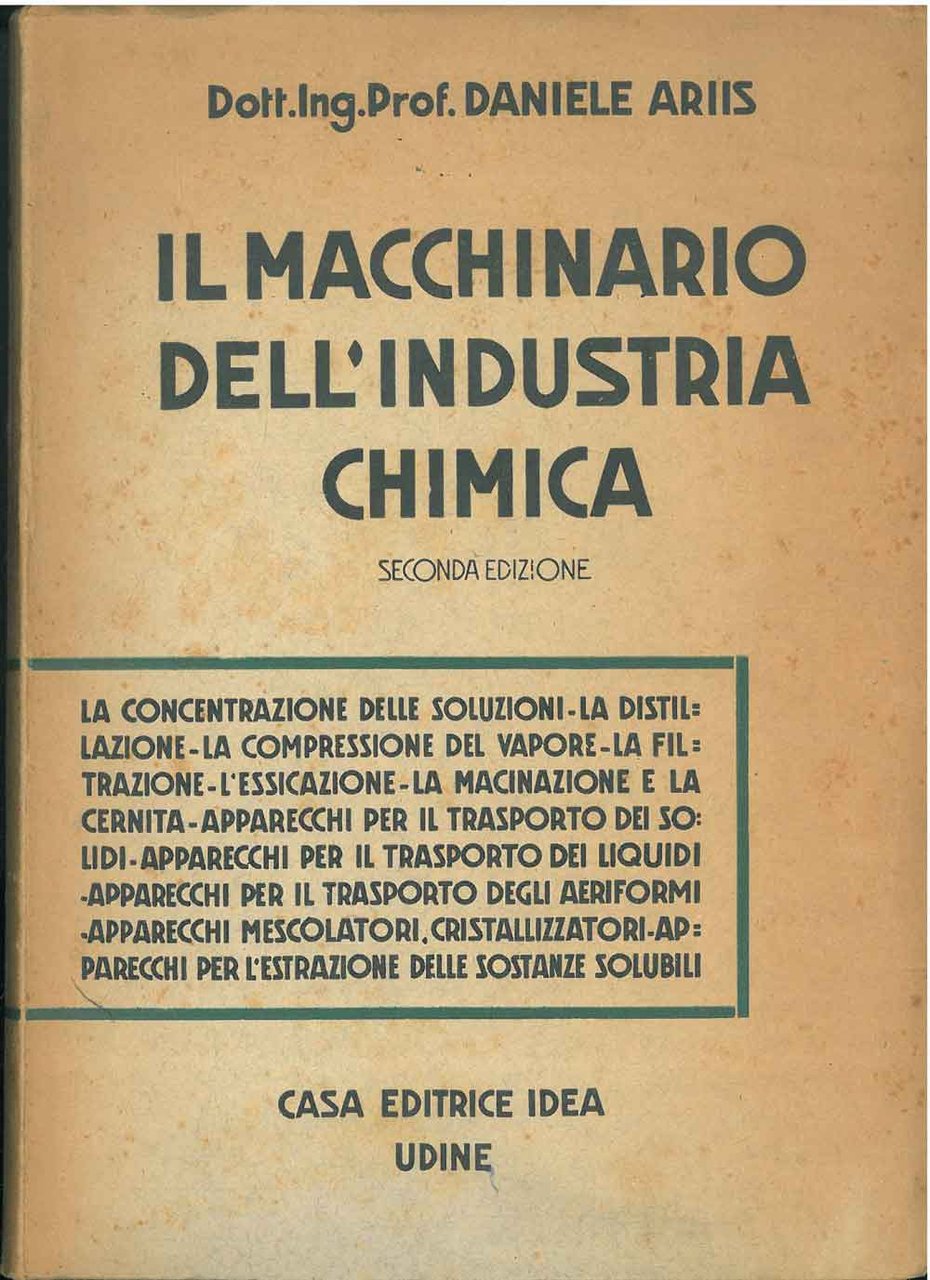 Dott.Ing.Prof. DANIELE ARIIS
IL MACCHINARIO
DELL'INDUSTRIA
CHIMICA
SECONDA EDIZIONE
LA CONCENTRAZIONE DELLE SOLUZIONI-LA DISTIL=
LAZIONE-LA COMPRESSIONE DEL VAPORE-LA FIL=
TRAZIONE-L'ESSICAZIONE-LA MACINAZIONE E LA
CERNITA-APPARECCHI PER IL TRASPORTO DEI SO=
LIDI-APPARECCHI PER IL TRASPORTO DEI LIQUIDI
-APPARECCHI PER IL TRASPORTO DEGLI AERIFORMI
-APPARECCHI MESCOLATORI, CRISTALLIZZATORI-AP=
PARECCHI PER L'ESTRAZIONE DELLE SOSTANZE SOLUBILI
CASA EDITRICE IDEA
UDINE